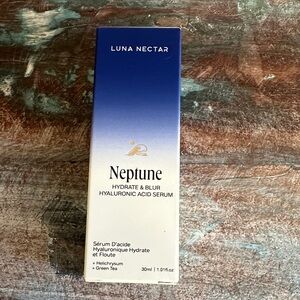 LUNA NECTAR
Neptune
HYDRATE & BLUR
HYALURONIC ACID SERUM
Sérum D'acide
Hyaluronique Hydrate
et Floute
+ Helichrysum
+ Green Tea
30ml | 1.01fl.oz